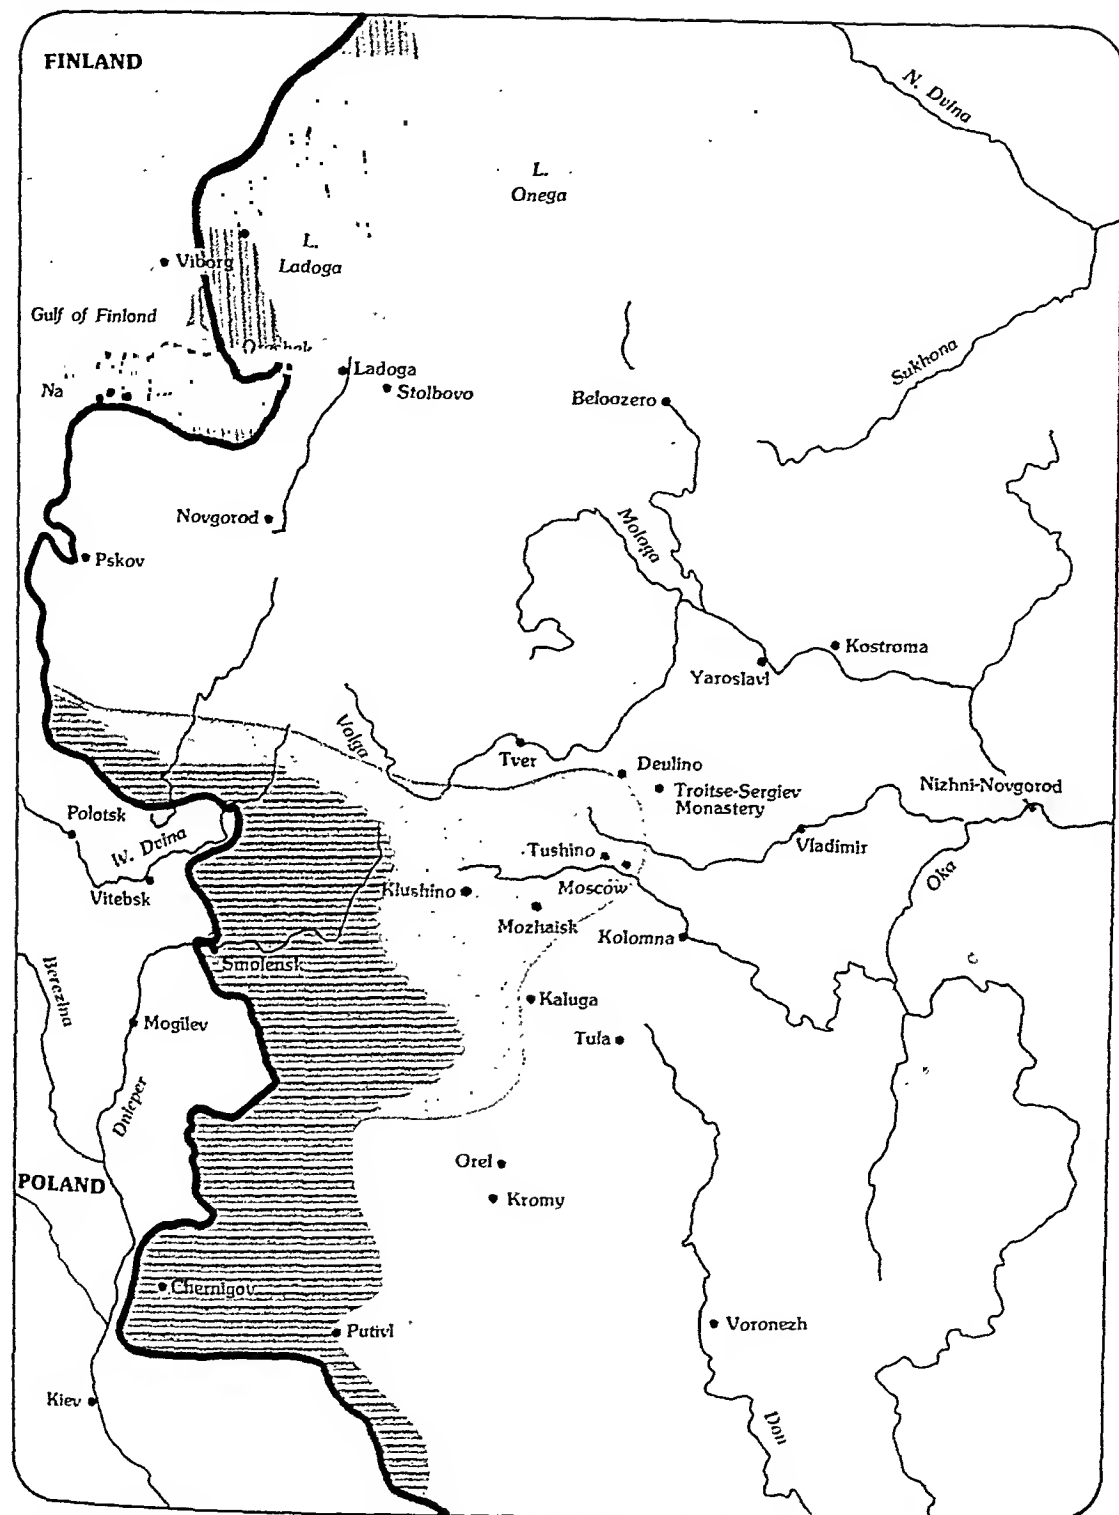 FINLAND
N. Dvina
L.
Onega
L.
Ladoga
Viborg
Gulf of Finland
Na
Ladoga
Stolbovo
Sukhona
Beloozero
Novgorod
Mologa
Pskov
Kostroma
Yaroslavl
Volga
Tver
Deulino
Troitse-Sergiev
Monastery
Nizhni-Novgorod
Polotsk
W. Dvina
Vitebsk
Tushino
Moscow
Vladimir
Klushino
Mozhaisk
Oka
Kolomna
Smolensk
Berezina
Mogilev
Kaluga
Tula
Dnieper
POLAND
Orel
Kromy
Chernigov
Putivl
Voronezh
Kiev
Don